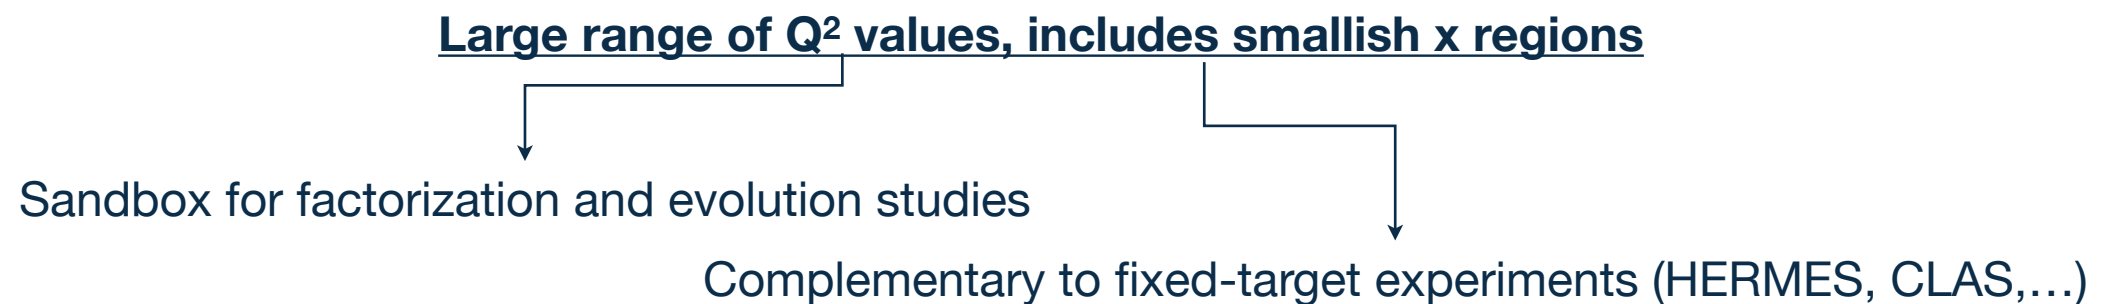 Large range of Q² values, includes smallish x regions
Sandbox for factorization and evolution studies
Complementary to fixed-target experiments (HERMES, CLAS,…)